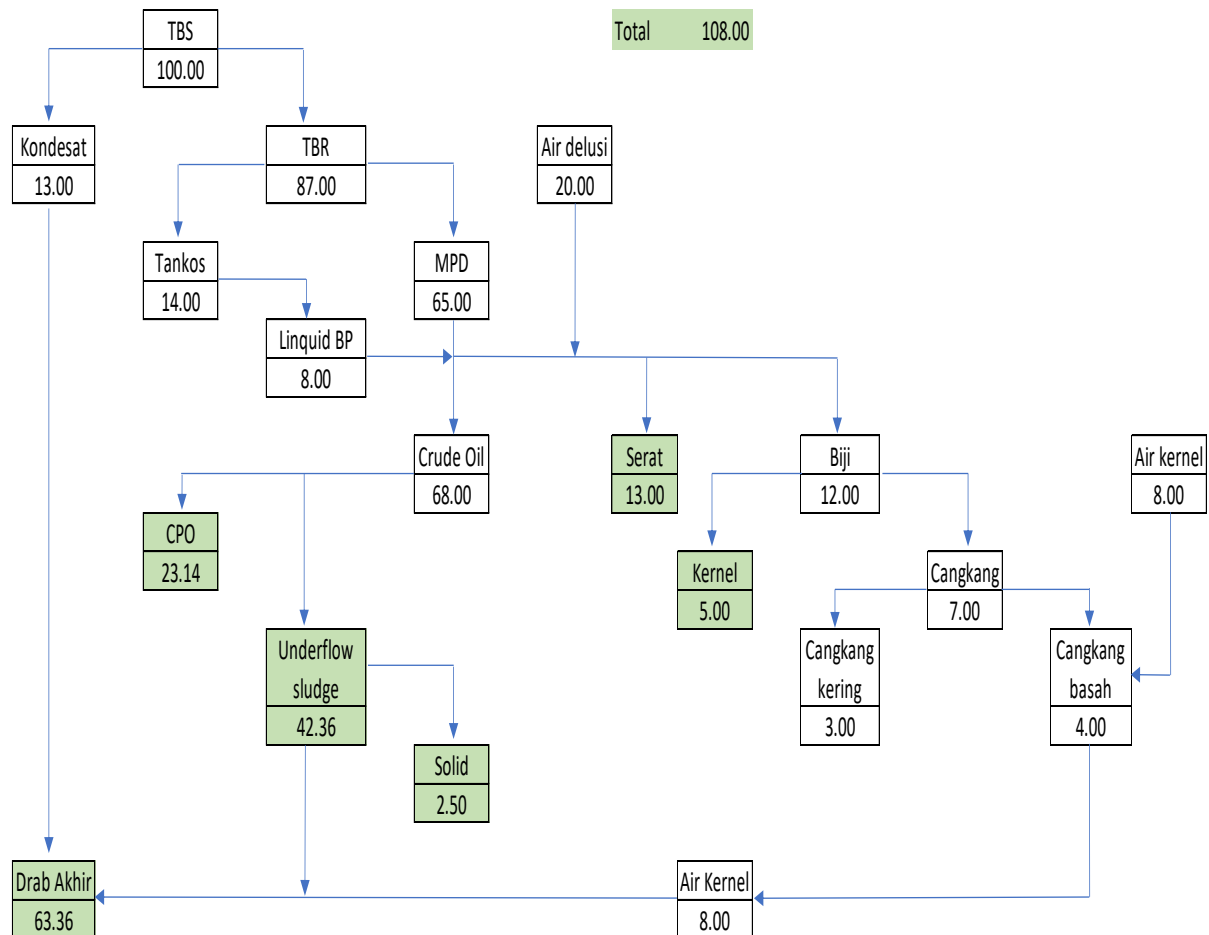 TBS
100.00
Total 108.00
Kondesat
13.00
TBR
87.00
Air delusi
20.00
Tankos
14.00
MPD
65.00
Linquid BP
8.00
Crude Oil
68.00
Serat
13.00
Biji
12.00
Air kernel
8.00
CPO
23.14
Kernel
5.00
Cangkang
7.00
Underflow
sludge
42.36
Cangkang
kering
3.00
Cangkang
basah
4.00
Solid
2.50
Drab Akhir
63.36
Air Kernel
8.00